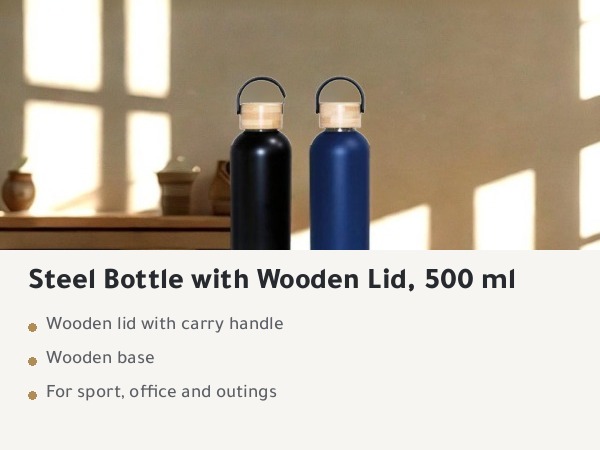 Steel Bottle with Wooden Lid, 500 ml
Wooden lid with carry handle
Wooden base
For sport, office and outings